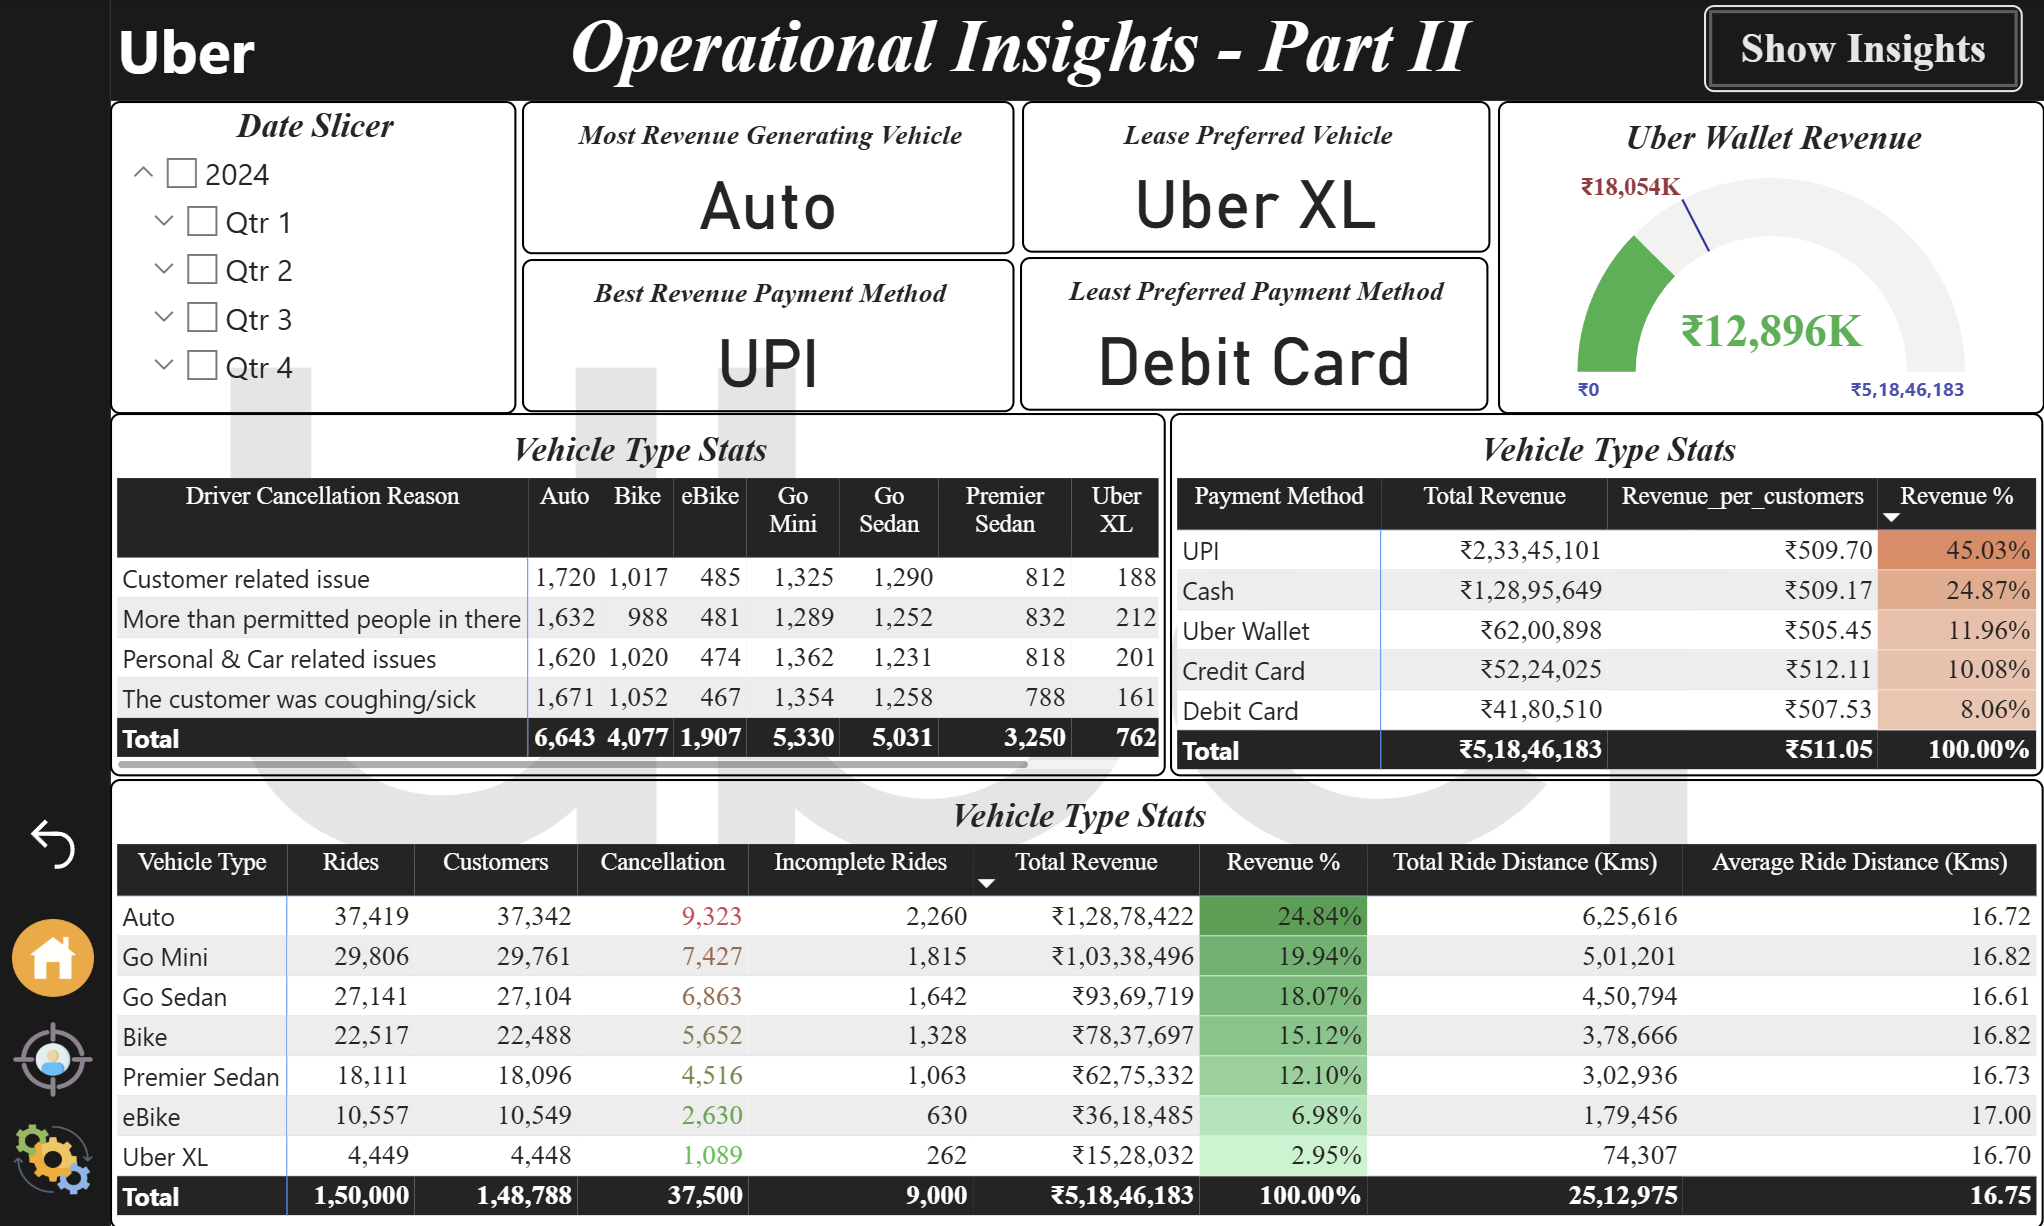 Uber
Operational Insights - Part II
Show Insights
Date Slicer
2024
Qtr 1
Qtr 2
Qtr 3
Qtr 4
Most Revenue Generating Vehicle
Auto
Lease Preferred Vehicle
Uber XL
Best Revenue Payment Method
UPI
Least Preferred Payment Method
Debit Card
Uber Wallet Revenue
₹18,054K
₹12,896K
₹0 ₹5,18,46,183
Vehicle Type Stats
Driver Cancellation Reason Auto Bike eBike Go Mini Go Sedan Premier Sedan Uber XL
Customer related issue 1,720 1,017 485 1,325 1,290 812 188
More than permitted people in there 1,632 988 481 1,289 1,252 832 212
Personal & Car related issues 1,620 1,020 474 1,362 1,231 818 201
The customer was coughing/sick 1,671 1,052 467 1,354 1,258 788 161
Total 6,643 4,077 1,907 5,330 5,031 3,250 762
Vehicle Type Stats
Payment Method Total Revenue Revenue_per_customers Revenue %
UPI ₹2,33,45,101 ₹509.70 45.03%
Cash ₹1,28,95,649 ₹509.17 24.87%
Uber Wallet ₹62,00,898 ₹505.45 11.96%
Credit Card ₹52,24,025 ₹512.11 10.08%
Debit Card ₹41,80,510 ₹507.53 8.06%
Total ₹5,18,46,183 ₹511.05 100.00%
Vehicle Type Stats
Vehicle Type Rides Customers Cancellation Incomplete Rides Total Revenue Revenue % Total Ride Distance (Kms) Average Ride Distance (Kms)
Auto 37,419 37,342 9,323 2,260 ₹1,28,78,422 24.84% 6,25,616 16.72
Go Mini 29,806 29,761 7,427 1,815 ₹1,03,38,496 19.94% 5,01,201 16.82
Go Sedan 27,141 27,104 6,863 1,642 ₹93,69,719 18.07% 4,50,794 16.61
Bike 22,517 22,488 5,652 1,328 ₹78,37,697 15.12% 3,78,666 16.82
Premier Sedan 18,111 18,096 4,516 1,063 ₹62,75,332 12.10% 3,02,936 16.73
eBike 10,557 10,549 2,630 630 ₹36,18,485 6.98% 1,79,456 17.00
Uber XL 4,449 4,448 1,089 262 ₹15,28,032 2.95% 74,307 16.70
Total 1,50,000 1,48,788 37,500 9,000 ₹5,18,46,183 100.00% 25,12,975 16.75